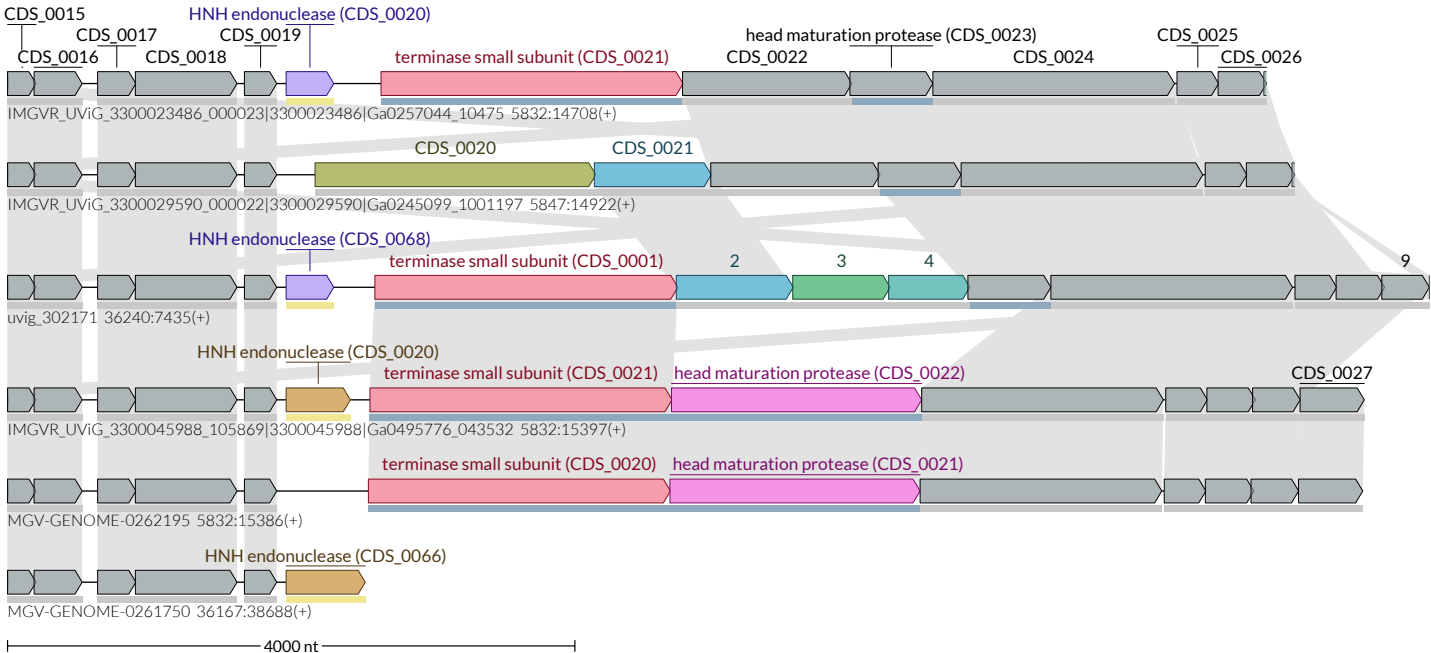 CDS_0015
HNH endonuclease (CDS_0020)
CDS_0017
CDS_0019
head maturation protease (CDS_0023)
CDS_0025
CDS_0016
CDS_0018
terminase small subunit (CDS_0021)
CDS_0022
CDS_0024
CDS_0026
IMGVR_UViG_3300023486_000023|3300023486|Ga0257044_10475 5832:14708(+)
CDS_0020
CDS_0021
IMGVR_UViG_3300029590_000022|3300029590|Ga0245099_1001197 5847:14922(+)
HNH endonuclease (CDS_0068)
terminase small subunit (CDS_0001)
2
3
4
9
uvig_302171 36240:7435(+)
HNH endonuclease (CDS_0020)
terminase small subunit (CDS_0021)
head maturation protease (CDS_0022)
CDS_0027
IMGVR_UViG_3300045988_105869|3300045988|Ga0495776_043532 5832:15397(+)
terminase small subunit (CDS_0020)
head maturation protease (CDS_0021)
MGV-GENOME-0262195 5832:15386(+)
HNH endonuclease (CDS_0066)
MGV-GENOME-0261750 36167:38688(+)
4000 nt